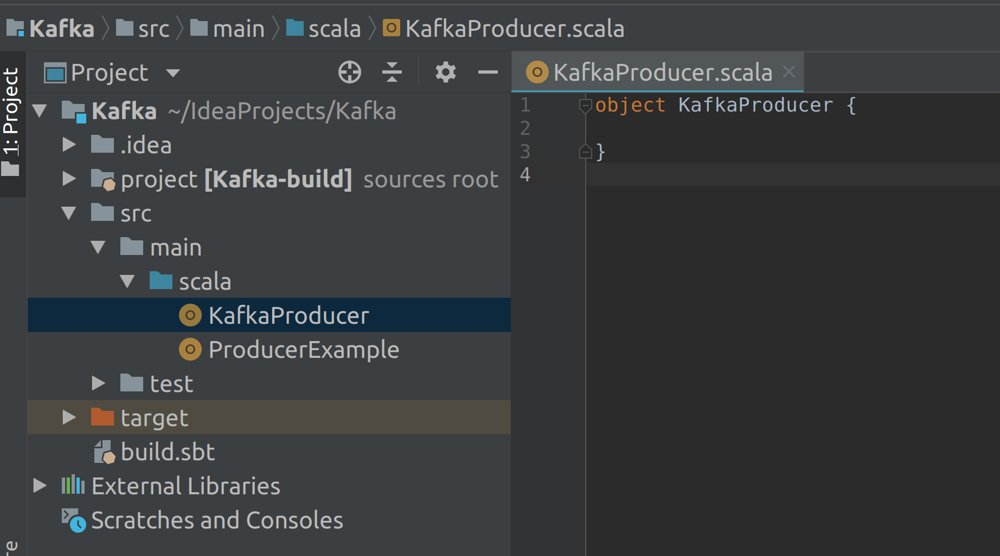 Kafka src main scala KafkaProducer.scala
1: Project
Project
KafkaProducer.scala
Kafka ~/IdeaProjects/Kafka
.idea
project [Kafka-build] sources root
src
main
scala
KafkaProducer
ProducerExample
test
target
build.sbt
External Libraries
Scratches and Consoles
1 object KafkaProducer {
2
3 }
4